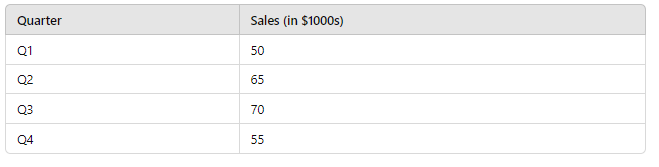 Quarter Sales (in $1000s)
Q1 50
Q2 65
Q3 70
Q4 55